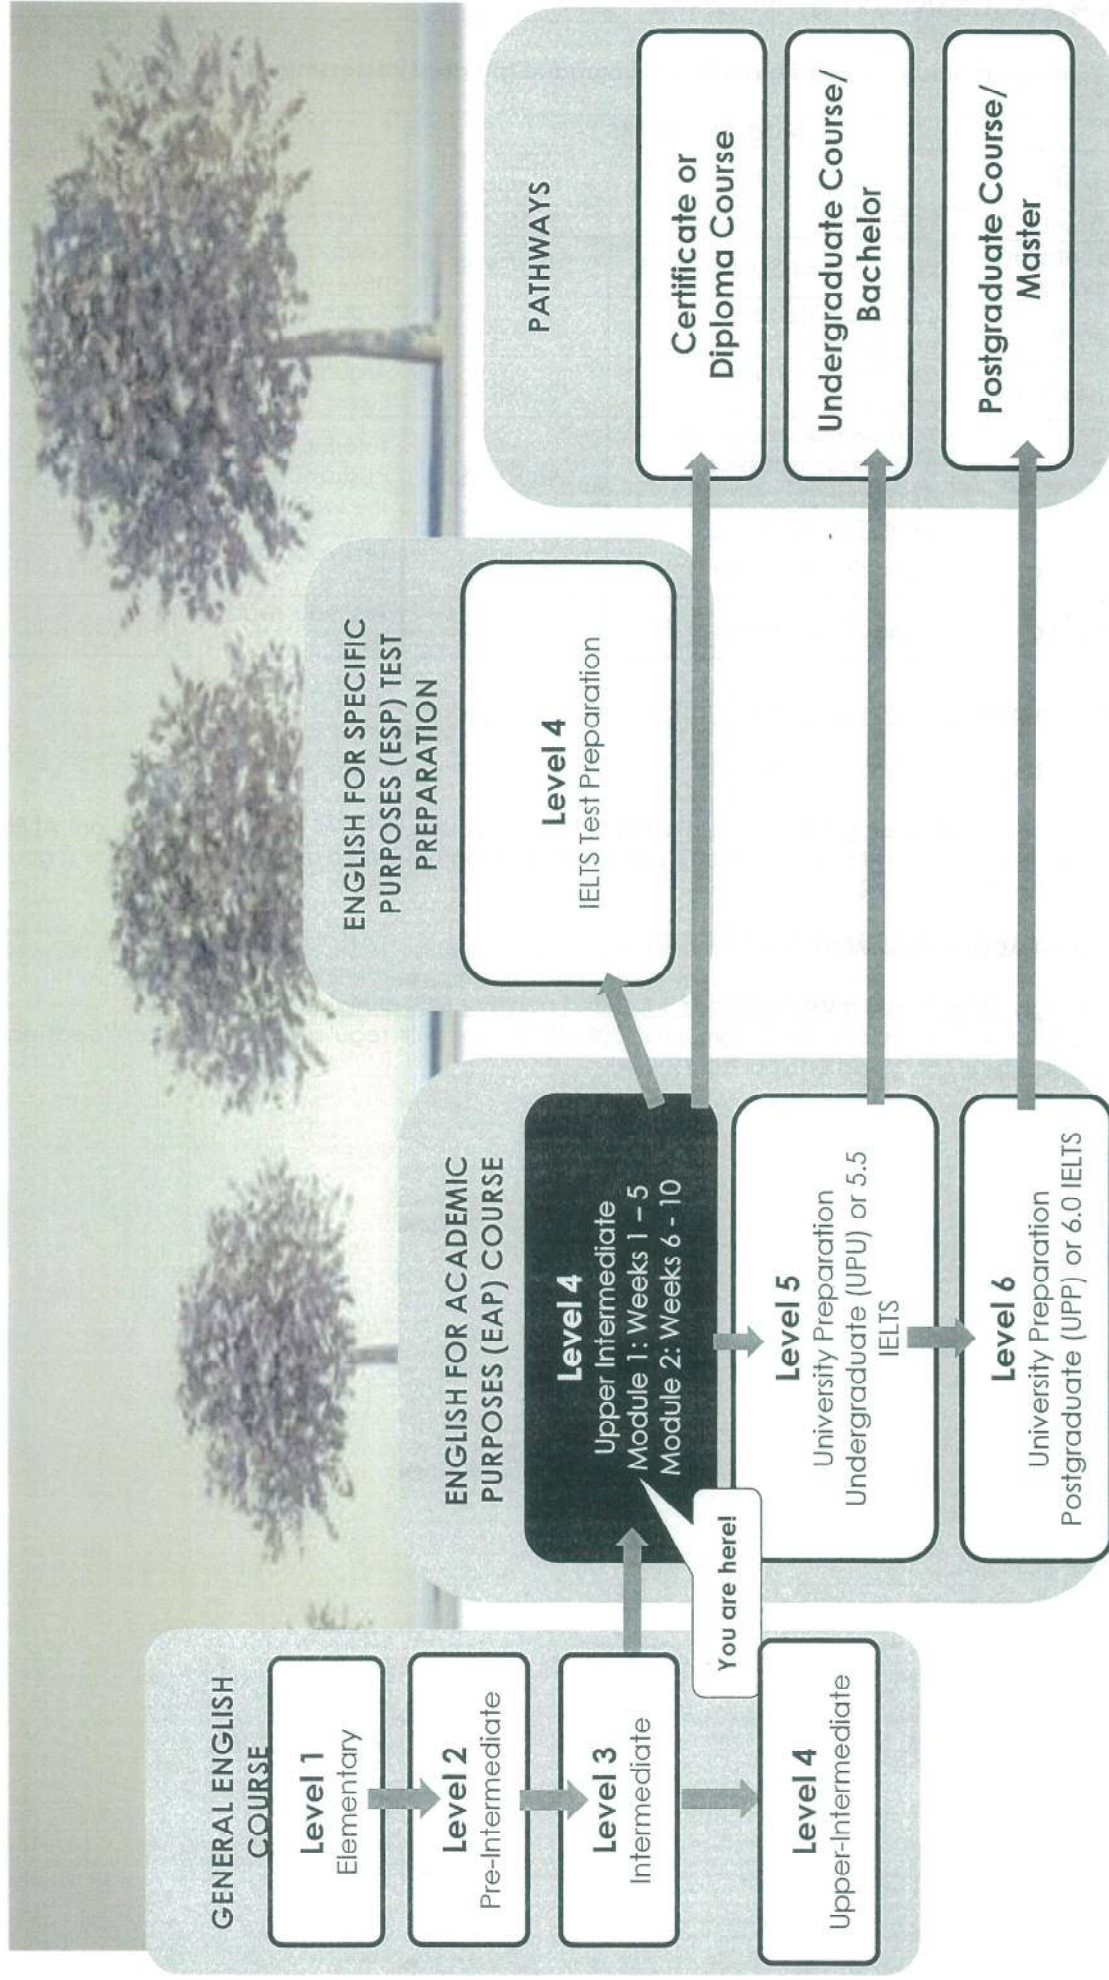 GENERAL ENGLISH
COURSE
Level 1
Elementary
Level 2
Pre-Intermediate
Level 3
Intermediate
Level 4
Upper-Intermediate
You are here!
ENGLISH FOR ACADEMIC
PURPOSES (EAP) COURSE
Level 4
Upper Intermediate
Module 1: Weeks 1 – 5
Module 2: Weeks 6 - 10
Level 5
University Preparation
Undergraduate (UPU) or 5.5
IELTS
Level 6
University Preparation
Postgraduate (UPP) or 6.0 IELTS
ENGLISH FOR SPECIFIC
PURPOSES (ESP) TEST
PREPARATION
Level 4
IELTS Test Preparation
PATHWAYS
Certificate or
Diploma Course
Undergraduate Course/
Bachelor
Postgraduate Course/
Master